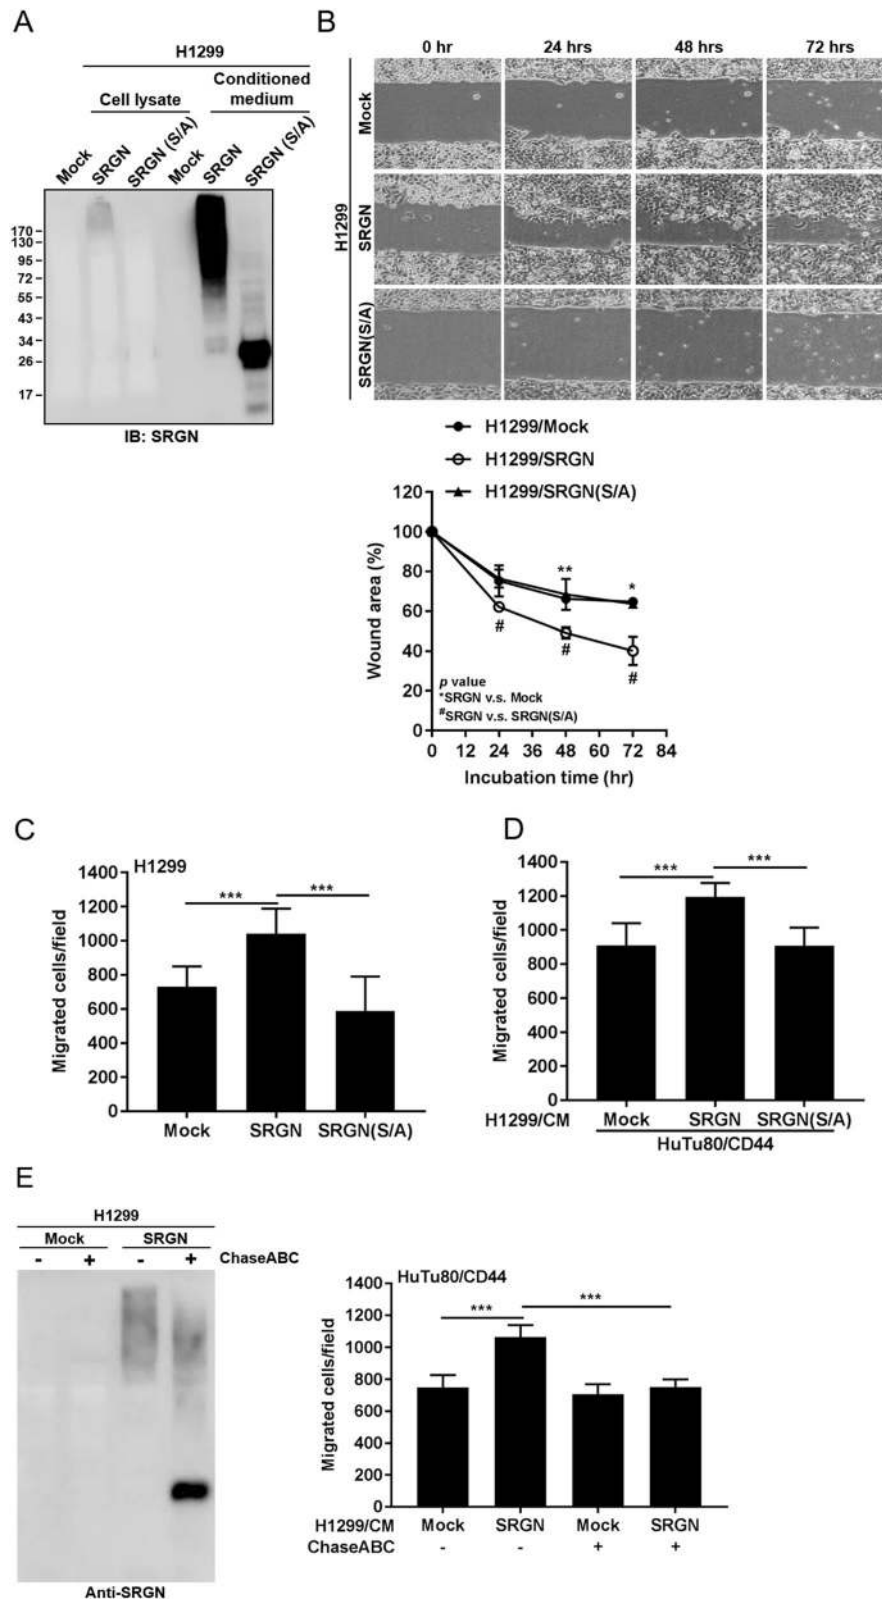 A
H1299
Cell lysate
Conditioned medium
Mock
SRGN
SRGN (S/A)
Mock
SRGN
SRGN (S/A)
170
130
95
72
55
43
34
26
17
IB: SRGN
B
0 hr 24 hrs 48 hrs 72 hrs
H1299
Mock
SRGN
SRGN(S/A)
H1299/Mock
H1299/SRGN
H1299/SRGN(S/A)
Wound area (%)
120
100
80
60
40
20
0
** *
# # #
p value
*SRGN v.s. Mock
#SRGN v.s. SRGN(S/A)
0 12 24 36 48 60 72 84
Incubation time (hr)
C
H1299
Migrated cells/field
1400
1200
1000
800
600
400
200
0
*** ***
Mock SRGN SRGN(S/A)
D
Migrated cells/field
1400
1200
1000
800
600
400
200
0
*** ***
H1299/CM Mock SRGN SRGN(S/A)
HuTu80/CD44
E
H1299
Mock SRGN
- + - + ChaseABC
Anti-SRGN
HuTu80/CD44
Migrated cells/field
1400
1200
1000
800
600
400
200
0
*** ***
H1299/CM Mock SRGN Mock SRGN
ChaseABC - - + +